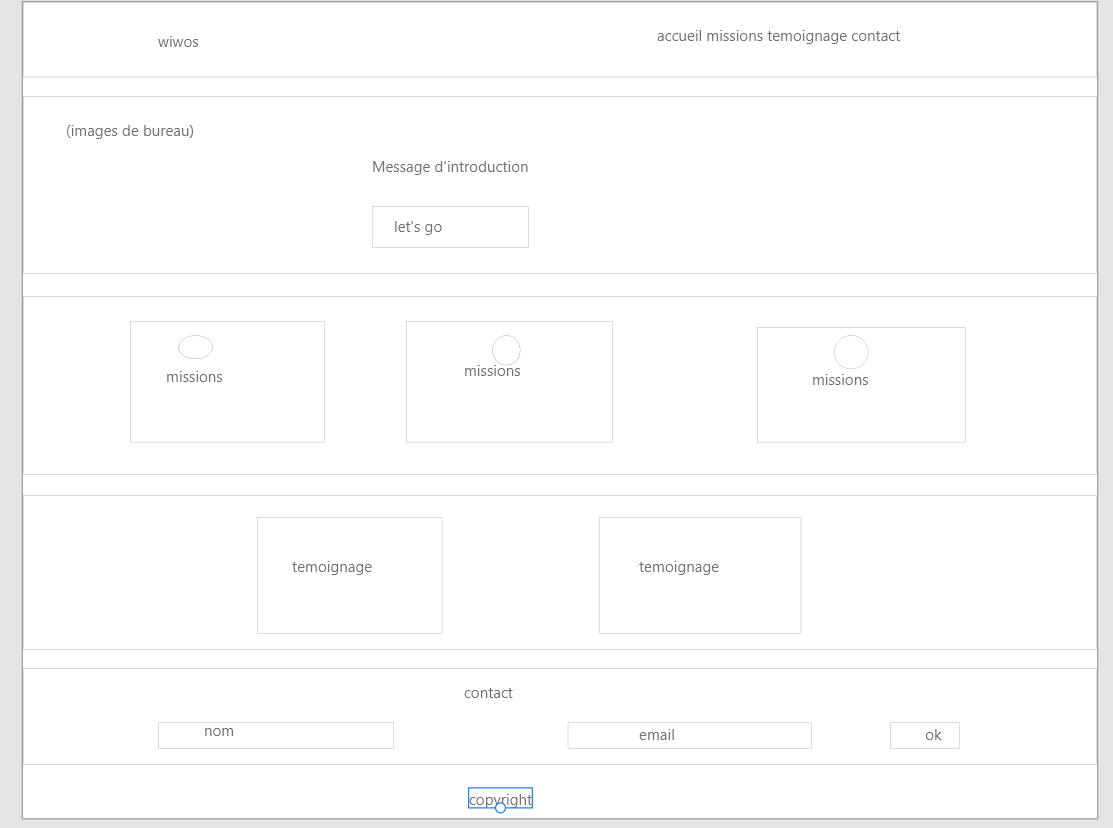 wiwos
accueil missions temoignage contact
(images de bureau)
Message d'introduction
let's go
missions
missions
missions
temoignage
temoignage
contact
nom
email
ok
copyright